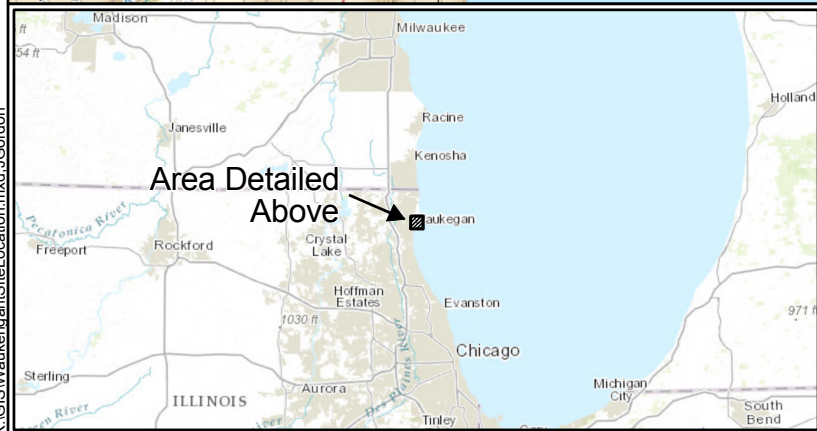 Madison
Milwaukee
ft
54 ft
Holland
Janesville
Racine
Kenosha
Area Detailed
Above
aukegan
Pecatonica River
Freeport
Rockford
Crystal
Lake
Hoffman
Estates
Evanston
1030 ft
971 f
Des Plaines River
Chicago
Sterling
Aurora
Michigan
City
ILLINOIS
River
Tinley
South
Bend